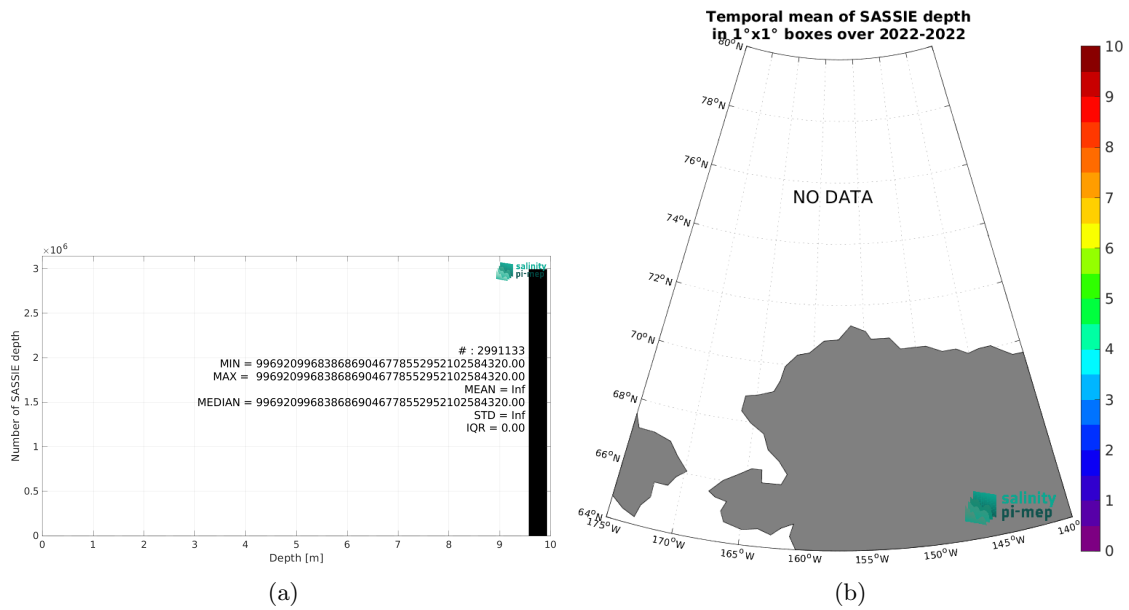 ×10⁶
3
2.5
2
1.5
1
0.5
0
Number of SASSIE depth
salinity
pi-mep
# : 2991133
MIN = 9969209968386869046778552952102584320.00
MAX = 9969209968386869046778552952102584320.00
MEAN = Inf
MEDIAN = 9969209968386869046778552952102584320.00
STD = Inf
IQR = 0.00
0 1 2 3 4 5 6 7 8 9 10
Depth [m]
(a)
Temporal mean of SASSIE depth
in 1°x1° boxes over 2022-2022
80°N
78°N
76°N
74°N
72°N
70°N
68°N
66°N
64°N
NO DATA
175°W
170°W
165°W
160°W
155°W
150°W
145°W
140°
salinity
pi-mep
10
9
8
7
6
5
4
3
2
1
0
(b)